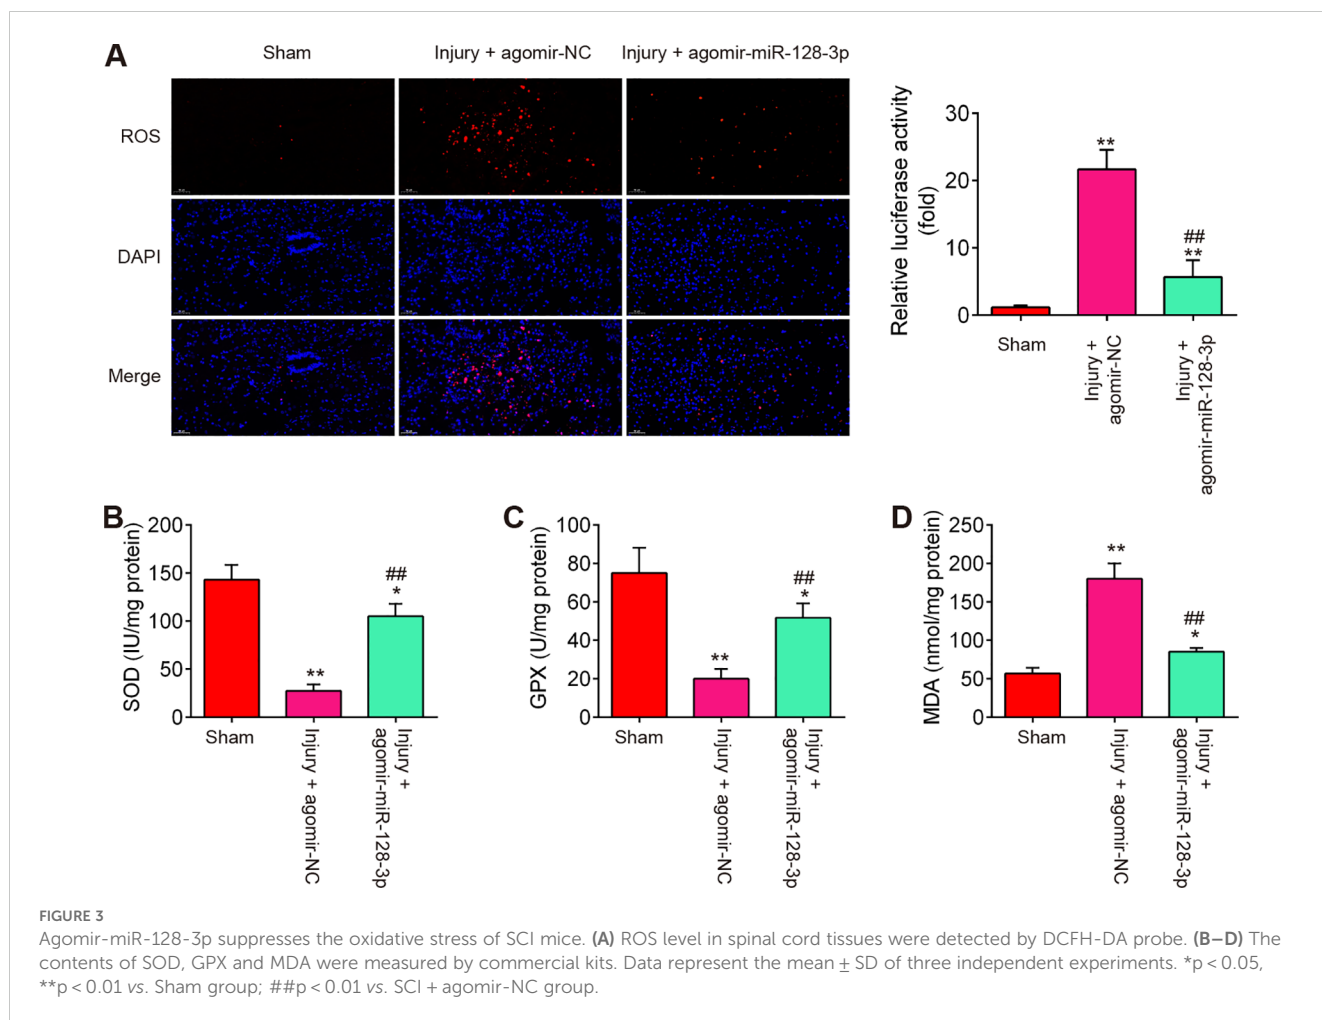 A
Sham
Injury + agomir-NC
Injury + agomir-miR-128-3p
ROS
DAPI
Merge
Relative luciferase activity
(fold)
30
20
10
0
**
##
**
Sham
Injury +
agomir-NC
Injury +
agomir-miR-128-3p
B
SOD (IU/mg protein)
200
150
100
50
0
**
##
*
Sham
Injury + agomir-NC
Injury +
agomir-miR-128-3p
C
GPX (U/mg protein)
100
80
60
40
20
0
**
##
*
Sham
Injury + agomir-NC
Injury +
agomir-miR-128-3p
D
MDA (nmol/mg protein)
250
200
150
100
50
0
**
##
*
Sham
Injury +
agomir-NC
Injury +
agomir-miR-128-3p
FIGURE 3
Agomir-miR-128-3p suppresses the oxidative stress of SCI mice. (A) ROS level in spinal cord tissues were detected by DCFH-DA probe. (B–D) The
contents of SOD, GPX and MDA were measured by commercial kits. Data represent the mean ± SD of three independent experiments. *p < 0.05,
**p < 0.01 vs. Sham group; ##p < 0.01 vs. SCI + agomir-NC group.